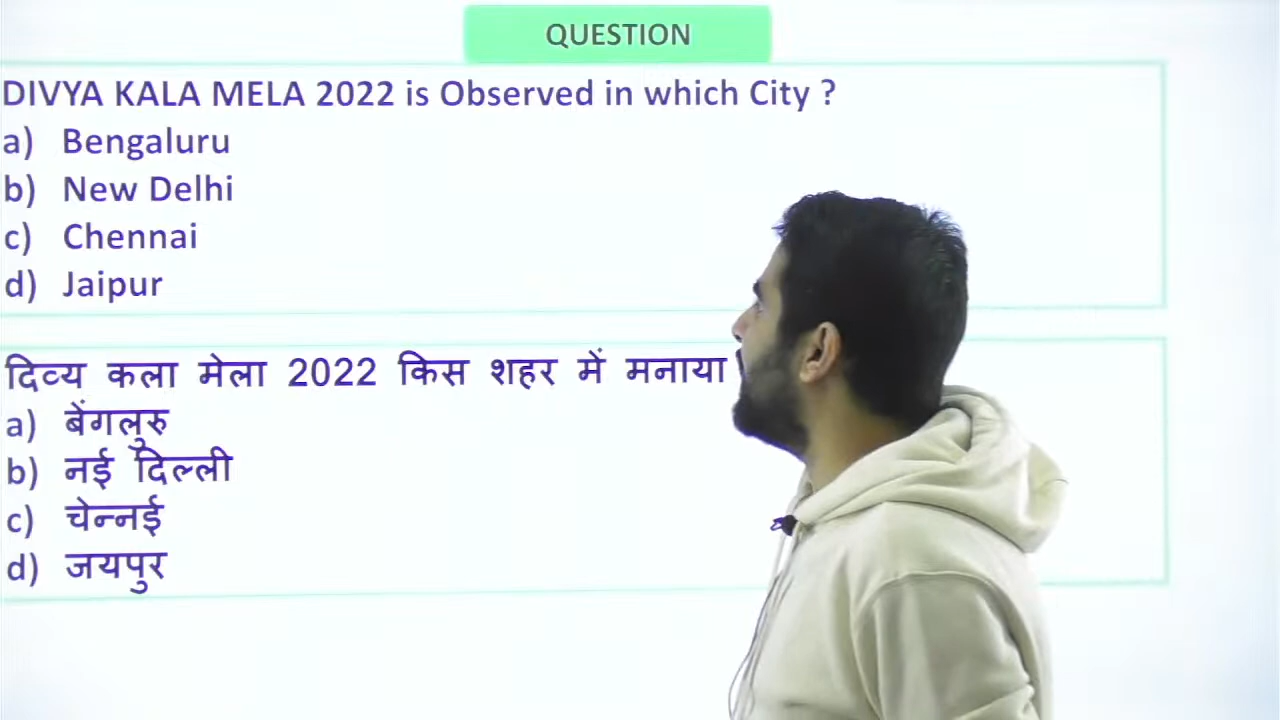 QUESTION
DIVYA KALA MELA 2022 is Observed in which City ?
a) Bengaluru
b) New Delhi
c) Chennai
d) Jaipur
दिव्य कला मेला 2022 किस शहर में मनाया
a) बेंगलुरु
b) नई दिल्ली
c) चेन्नई
d) जयपुर